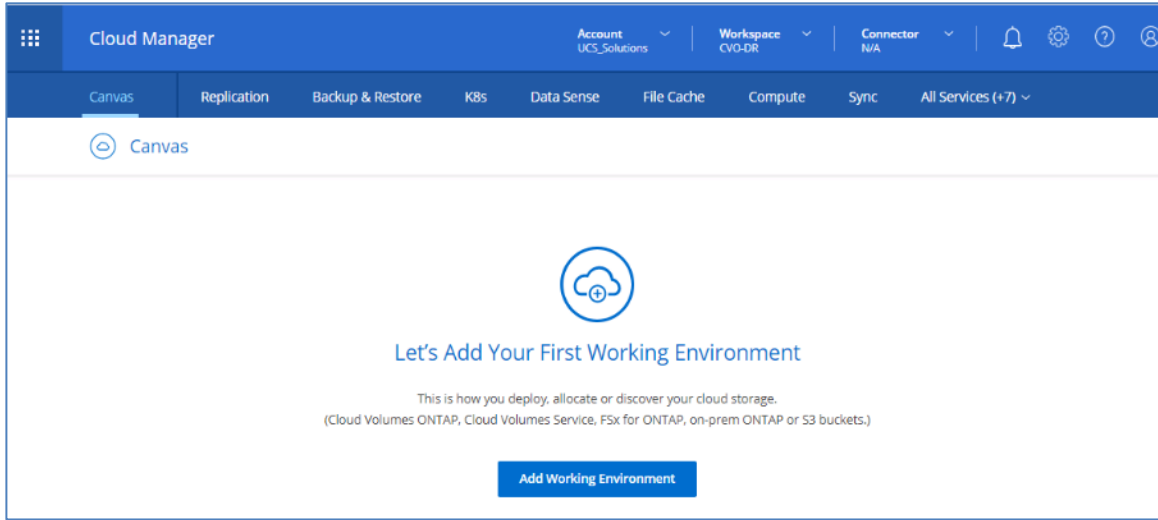 Cloud Manager
Account
UCS_Solutions
Workspace
CVO-DR
Connector
N/A
Canvas Replication Backup & Restore K8s Data Sense File Cache Compute Sync All Services (+7)
Canvas
Let's Add Your First Working Environment
This is how you deploy, allocate or discover your cloud storage.
(Cloud Volumes ONTAP, Cloud Volumes Service, FSx for ONTAP, on-prem ONTAP or S3 buckets.)
Add Working Environment